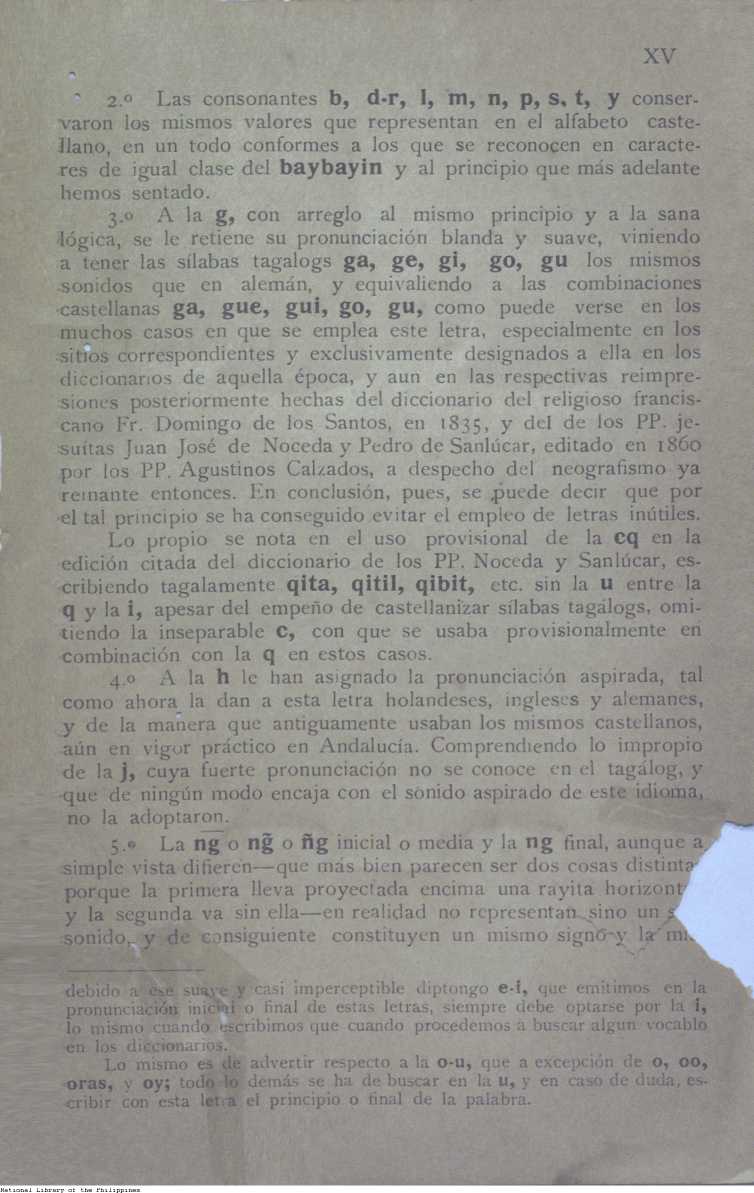 XV
2.º Las consonantes b, d-r, l, m, n, p, s, t, y conser-
varon los mismos valores que representan en el alfabeto caste-
llano, en un todo conformes a los que se reconocen en caracte-
res de igual clase del baybayin y al principio que más adelante
hemos sentado.
3.º A la g, con arreglo al mismo principio y a la sana
lógica, se le retiene su pronunciación blanda y suave, viniendo
a tener las sílabas tagalogs ga, ge, gi, go, gu los mismos
sonidos que en alemán, y equivaliendo a las combinaciones
castellanas ga, gue, gui, go, gu, como puede verse en los
muchos casos en que se emplea este letra, especialmente en los
sitios correspondientes y exclusivamente designados a ella en los
diccionarios de aquella época, y aun en las respectivas reimpre-
siones posteriormente hechas del diccionario del religioso francis-
cano Fr. Domingo de los Santos, en 1835, y del de los PP. je-
suítas Juan José de Noceda y Pedro de Sanlúcar, editado en 1860
por los PP. Agustinos Calzados, a despecho del neografismo ya
reinante entonces. En conclusión, pues, se puede decir que por
el tal principio se ha conseguido evitar el empleo de letras inútiles.
Lo propio se nota en el uso provisional de la cq en la
edición citada del diccionario de los PP. Noceda y Sanlúcar, es-
cribiendo tagalamente qita, qitil, qibit, etc. sin la u entre la
q y la i, apesar del empeño de castellanizar sílabas tagálogs, omi-
tiendo la inseparable c, con que se usaba provisionalmente en
combinación con la q en estos casos.
4.º A la h le han asignado la pronunciación aspirada, tal
como ahora la dan a esta letra holandeses, ingleses y alemanes,
y de la manera que antiguamente usaban los mismos castellanos,
aún en vigor práctico en Andalucía. Comprendiendo lo impropio
de la j, cuya fuerte pronunciación no se conoce en el tagálog, y
que de ningún modo encaja con el sonido aspirado de este idioma,
no la adoptaron.
5.º La n̅g̅ o ng̃ o ñg inicial o media y la ng final, aunque a
simple vista difieren—que más bien parecen ser dos cosas distinta
porque la primera lleva proyectada encima una rayita horizont
y la segunda va sin ella—en realidad no representan sino un s
sonido, y de consiguiente constituyen un mismo signo y la mi
debido a ese suave y casi imperceptible diptongo e-i, que emitimos en la
pronunciación inicial o final de estas letras, siempre debe optarse por la i,
lo mismo cuando escribimos que cuando procedemos a buscar algun vocablo
en los diccionarios.
Lo mismo es de advertir respecto a la o-u, que a excepción de o, oo,
oras, y oy; todo lo demás se ha de buscar en la u, y en caso de duda, es-
cribir con esta letra el principio o final de la palabra.
National Library of the Philippines